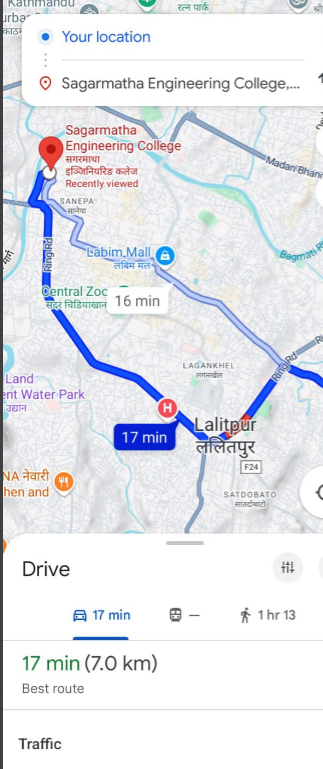 Kathmandu
रत्न पार्क
Your location
Sagarmatha Engineering College,...
Sagarmatha
Engineering College
सगरमाथा
इञ्जिनियरिङ कलेज
Recently viewed
Madan Bhan
SANEPA
सानेपा
Ring Rd
Labim Mall
लबिम मल
Bagmati R
Central Zoo
सदर चिडियाखाना
16 min
LAGANKHEL
लगनखेल
Ring Rd
Land
ent Water Park
उद्यान
H
17 min
Lalitpur
ललितपुर
F24
NA नेवारी
hen and
SATDOBATO
सातदोबाटो
Drive
17 min
—
1 hr 13
17 min (7.0 km)
Best route
Traffic